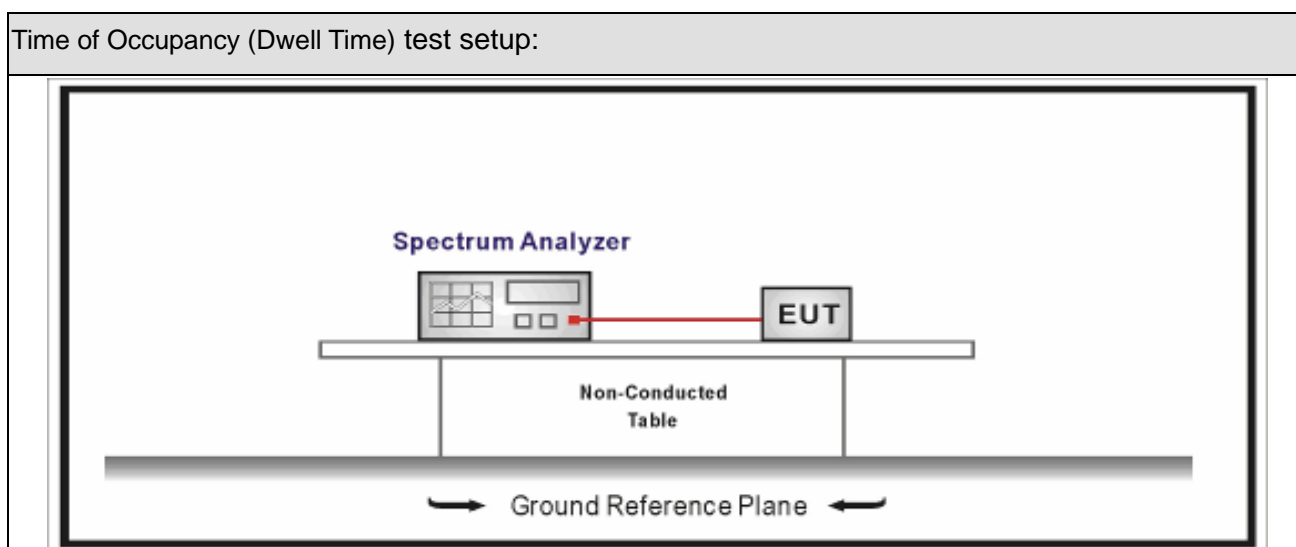 Time of Occupancy (Dwell Time) test setup:
Spectrum Analyzer
EUT
Non-Conducted
Table
Ground Reference Plane